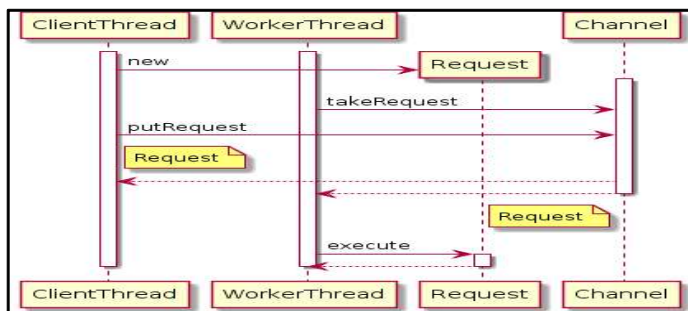 ClientThread WorkerThread Channel
new
Request
takeRequest
putRequest
Request
Request
execute
ClientThread WorkerThread Request Channel